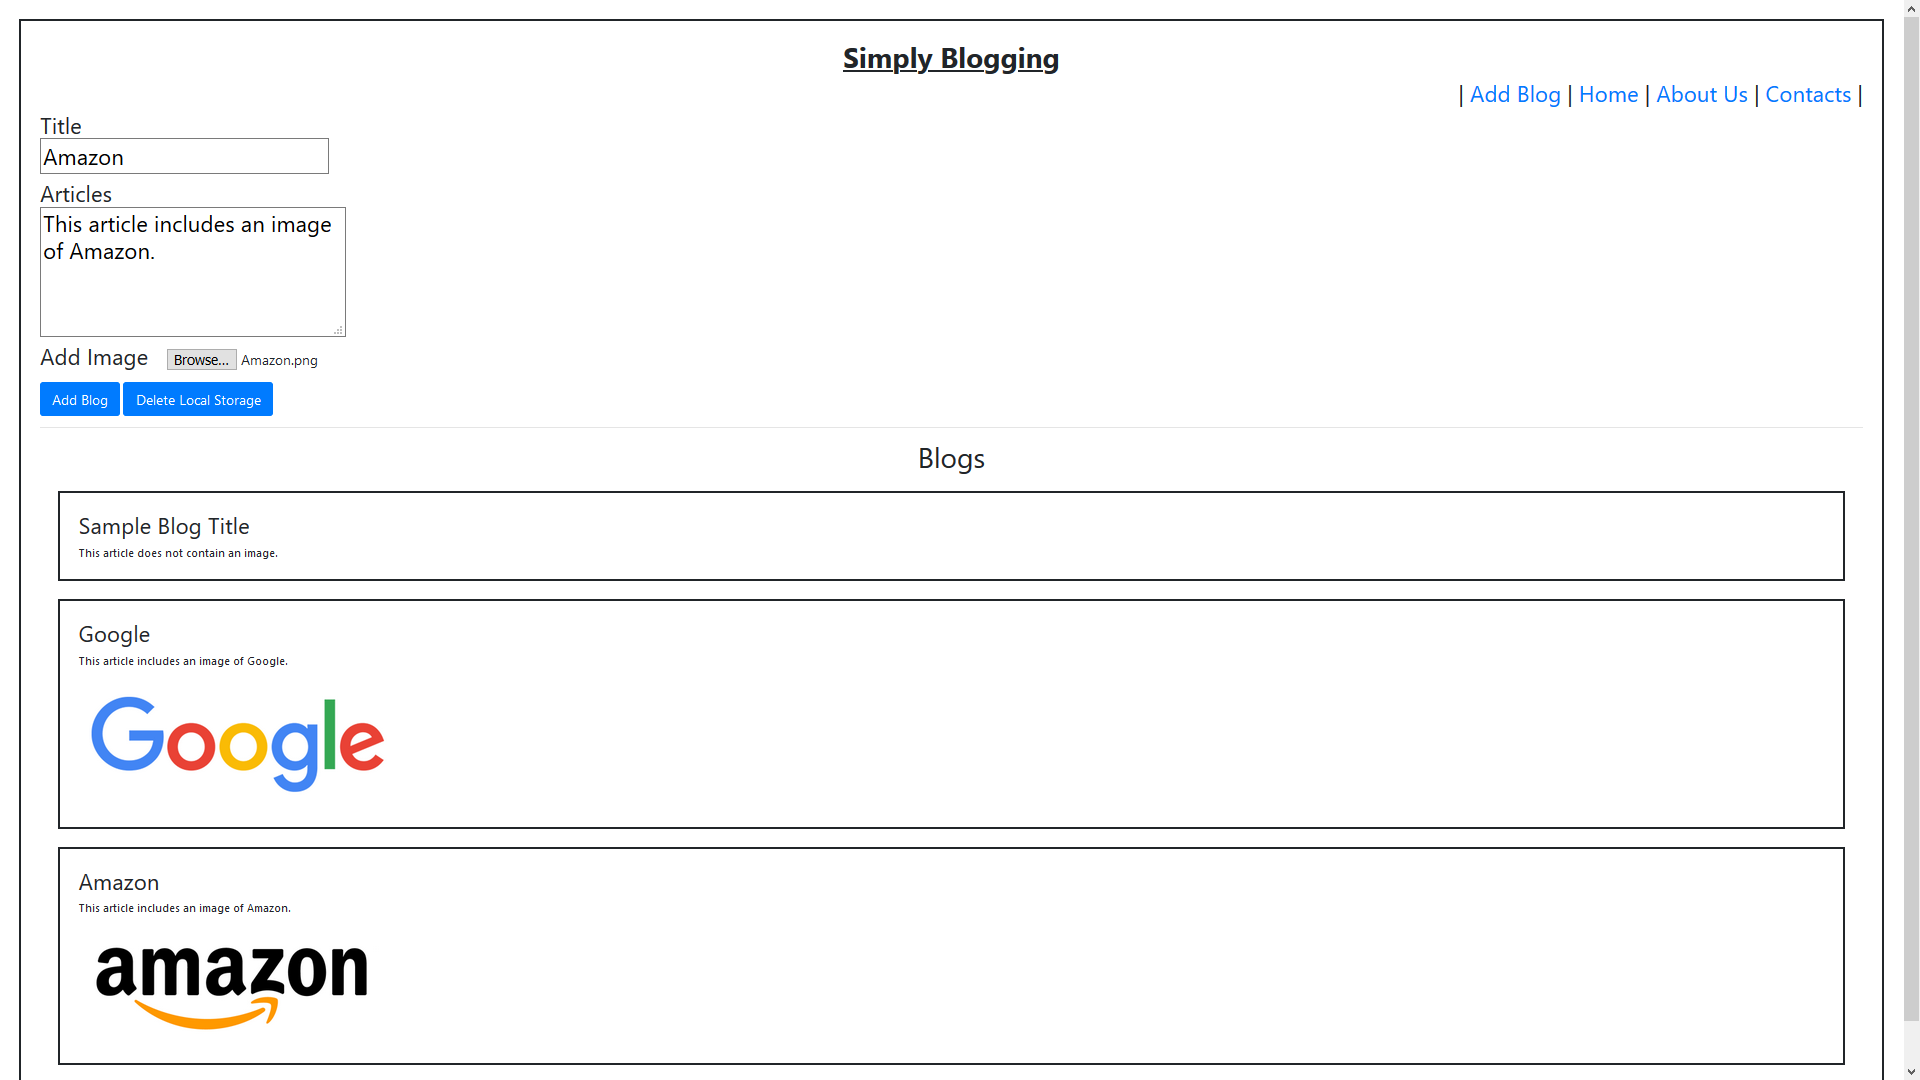 Simply Blogging
| Add Blog | Home | About Us | Contacts |
Title
Amazon
Articles
This article includes an image
of Amazon.
Add Image Browse... Amazon.png
Add Blog Delete Local Storage
Blogs
Sample Blog Title
This article does not contain an image.
Google
This article includes an image of Google.
Google
Amazon
This article includes an image of Amazon.
amazon